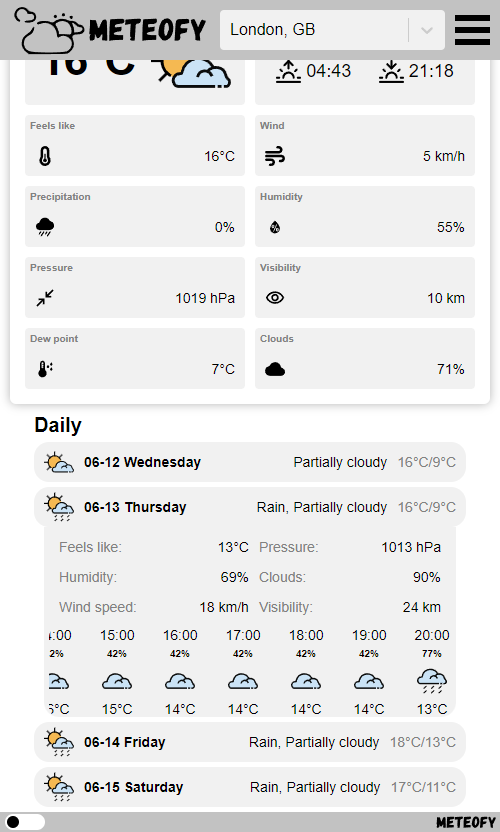 METEOFY London, GB
16°C 04:43 21:18
Feels like Wind
16°C 5 km/h
Precipitation Humidity
0% 55%
Pressure Visibility
1019 hPa 10 km
Dew point Clouds
7°C 71%
Daily
06-12 Wednesday Partially cloudy 16°C/9°C
06-13 Thursday Rain, Partially cloudy 16°C/9°C
Feels like: 13°C Pressure: 1013 hPa
Humidity: 69% Clouds: 90%
Wind speed: 18 km/h Visibility: 24 km
:00 15:00 16:00 17:00 18:00 19:00 20:00
2% 42% 42% 42% 42% 42% 77%
°C 15°C 14°C 14°C 14°C 14°C 13°C
06-14 Friday Rain, Partially cloudy 18°C/13°C
06-15 Saturday Rain, Partially cloudy 17°C/11°C
METEOFY